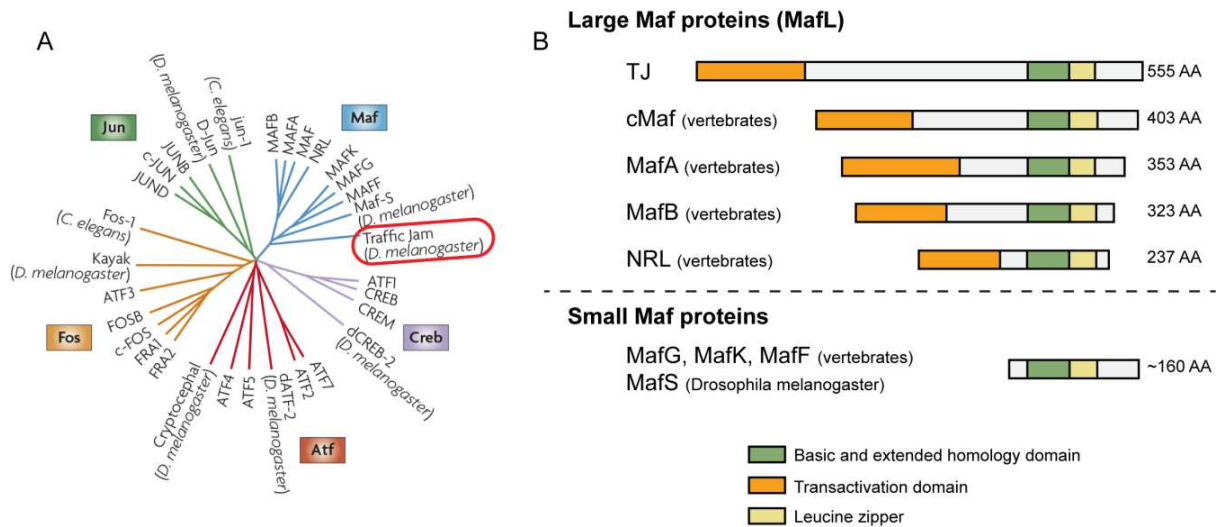 A
Jun
Maf
Fos
Creb
Atf
Fos-1
(C. elegans)
JUND
c-JUN
JUNB
D-Jun
(D. melanogaster)
jun-1
(C. elegans)
MAFB
MAFA
MAF
NRL
MAFK
MAFG
MAFF
Maf-S
(D. melanogaster)
Traffic Jam
(D. melanogaster)
ATF1
CREB
CREM
dCREB-2
(D. melanogaster)
ATF7
ATF2
dATF-2
(D. melanogaster)
ATF5
ATF4
Cryptocephal
(D. melanogaster)
FRA2
FRA1
c-FOS
FOSB
ATF3
Kayak
(D. melanogaster)
B
Large Maf proteins (MafL)
TJ 555 AA
cMaf (vertebrates) 403 AA
MafA (vertebrates) 353 AA
MafB (vertebrates) 323 AA
NRL (vertebrates) 237 AA
Small Maf proteins
MafG, MafK, MafF (vertebrates)
MafS (Drosophila melanogaster)
~160 AA
Basic and extended homology domain
Transactivation domain
Leucine zipper